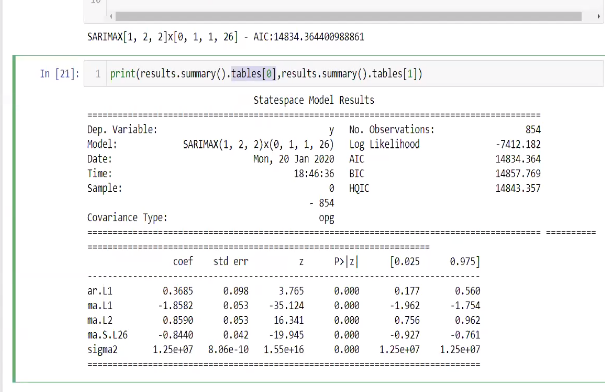 16
SARIMAX[1, 2, 2]x[0, 1, 1, 26] - AIC:14834.364400988861
In [21]: 1 print(results.summary().tables[0],results.summary().tables[1])
Statespace Model Results
==============================================================================
Dep. Variable: y No. Observations: 854
Model: SARIMAX(1, 2, 2)x(0, 1, 1, 26) Log Likelihood -7412.182
Date: Mon, 20 Jan 2020 AIC 14834.364
Time: 18:46:36 BIC 14857.769
Sample: 0 HQIC 14843.357
- 854
Covariance Type: opg
============================================================================== ==========
==============================================================================
coef std err z P>|z| [0.025 0.975]
------------------------------------------------------------------------------
ar.L1 0.3685 0.098 3.765 0.000 0.177 0.560
ma.L1 -1.8582 0.053 -35.124 0.000 -1.962 -1.754
ma.L2 0.8590 0.053 16.341 0.000 0.756 0.962
ma.S.L26 -0.8440 0.042 -19.945 0.000 -0.927 -0.761
sigma2 1.25e+07 8.06e-10 1.55e+16 0.000 1.25e+07 1.25e+07
==============================================================================